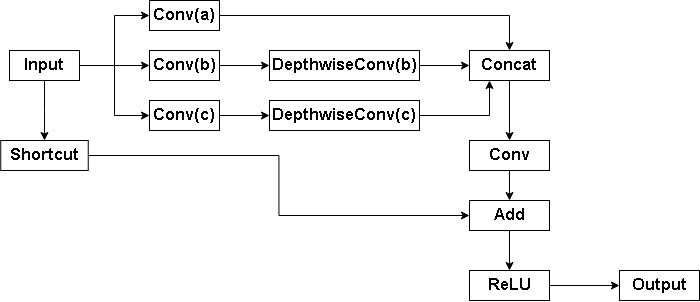 Conv(a)
Input
Conv(b)
DepthwiseConv(b)
Concat
Conv(c)
DepthwiseConv(c)
Shortcut
Conv
Add
ReLU
Output